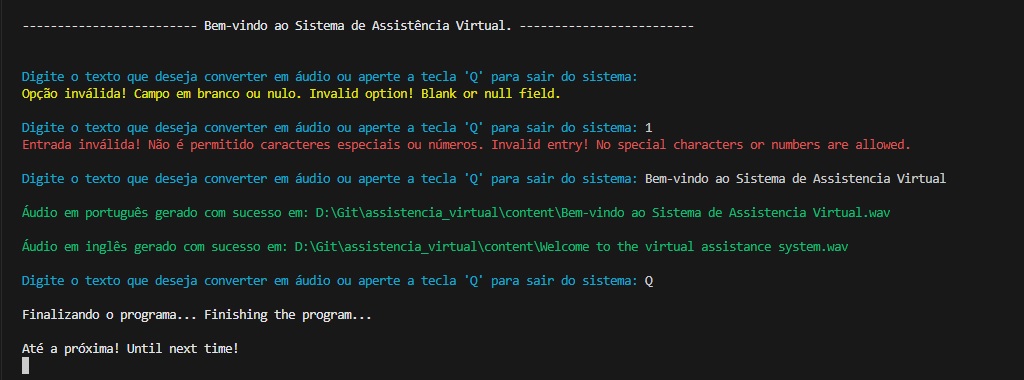 ------------------------- Bem-vindo ao Sistema de Assistência Virtual. -------------------------
Digite o texto que deseja converter em áudio ou aperte a tecla 'Q' para sair do sistema:
Opção inválida! Campo em branco ou nulo. Invalid option! Blank or null field.
Digite o texto que deseja converter em áudio ou aperte a tecla 'Q' para sair do sistema: 1
Entrada inválida! Não é permitido caracteres especiais ou números. Invalid entry! No special characters or numbers are allowed.
Digite o texto que deseja converter em áudio ou aperte a tecla 'Q' para sair do sistema: Bem-vindo ao Sistema de Assistencia Virtual
Áudio em português gerado com sucesso em: D:\Git\assistencia_virtual\content\Bem-vindo ao Sistema de Assistencia Virtual.wav
Áudio em inglês gerado com sucesso em: D:\Git\assistencia_virtual\content\Welcome to the virtual assistance system.wav
Digite o texto que deseja converter em áudio ou aperte a tecla 'Q' para sair do sistema: Q
Finalizando o programa... Finishing the program...
Até a próxima! Until next time!